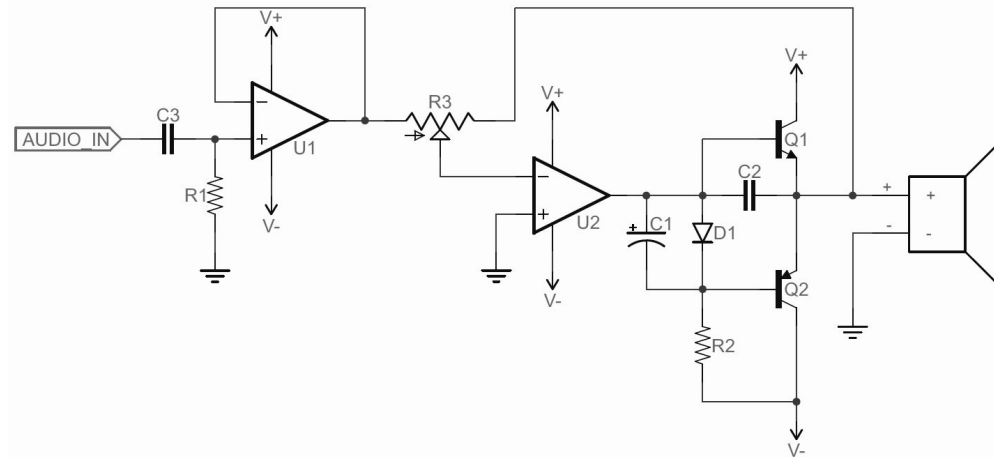 V+
C3
R3
AUDIO_IN
−
+
U1
V+
V+
Q1
R1
C2
−
+
U2
+
C1
D1
+
+
-
-
V-
V-
Q2
R2
V-